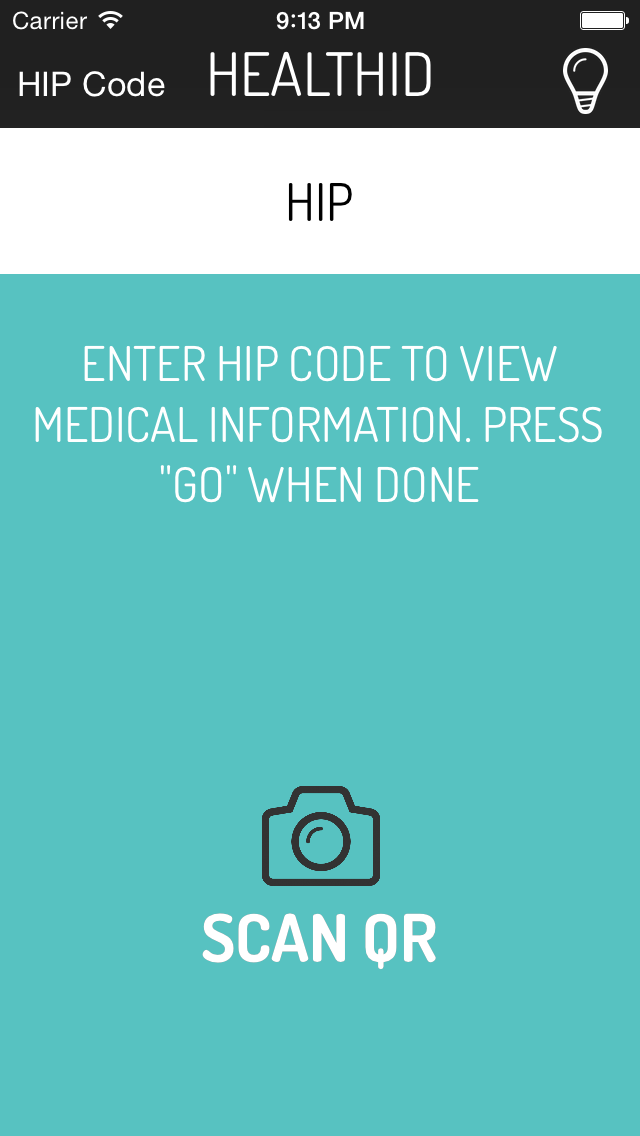 Carrier 9:13 PM
HIP Code HEALTHID
HIP
ENTER HIP CODE TO VIEW
MEDICAL INFORMATION. PRESS
"GO" WHEN DONE
SCAN QR